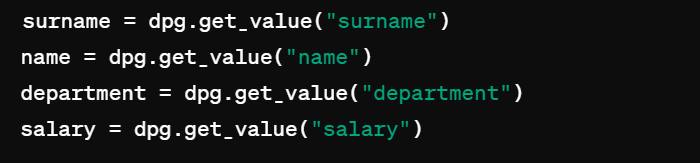 surname = dpg.get_value("surname")
name = dpg.get_value("name")
department = dpg.get_value("department")
salary = dpg.get_value("salary")